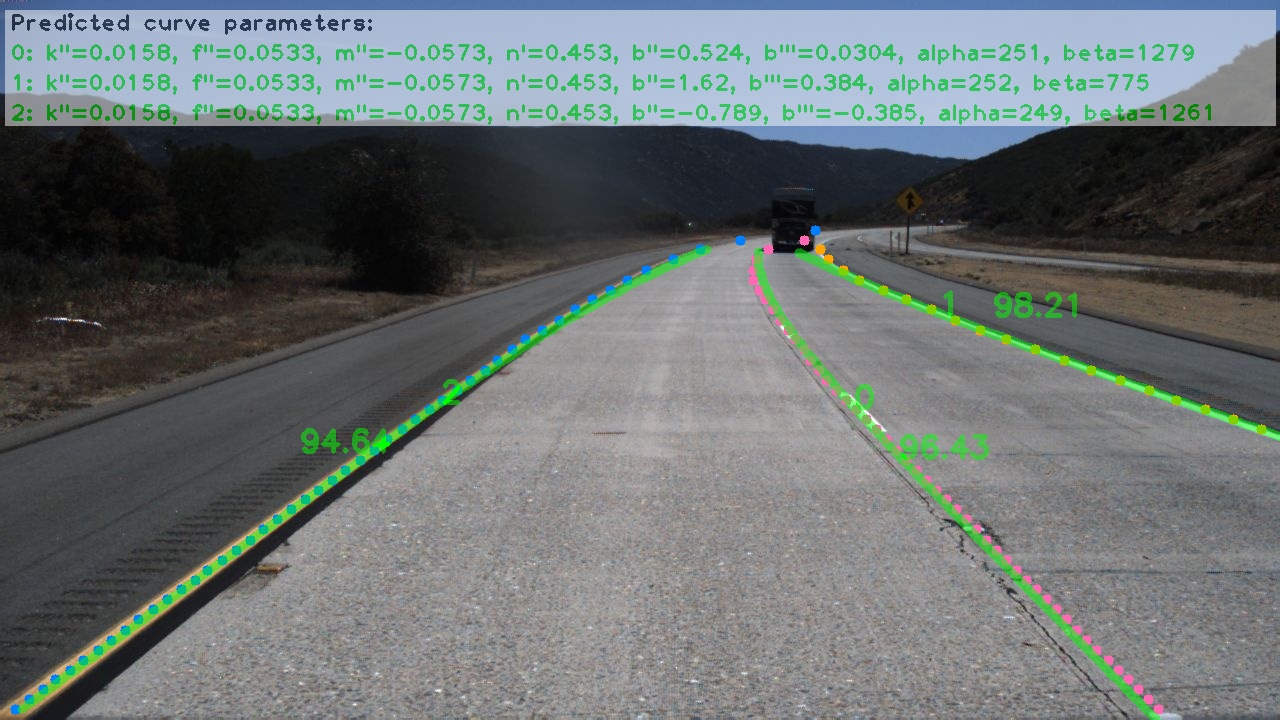 Predicted curve parameters:
0: k''=0.0158, f''=0.0533, m''=-0.0573, n'=0.453, b''=0.524, b'''=0.0304, alpha=251, beta=1279
1: k''=0.0158, f''=0.0533, m''=-0.0573, n'=0.453, b''=1.62, b'''=0.384, alpha=252, beta=775
2: k''=0.0158, f''=0.0533, m''=-0.0573, n'=0.453, b''=-0.789, b'''=-0.385, alpha=249, beta=1261
1 98.21
2
0
94.64
96.43